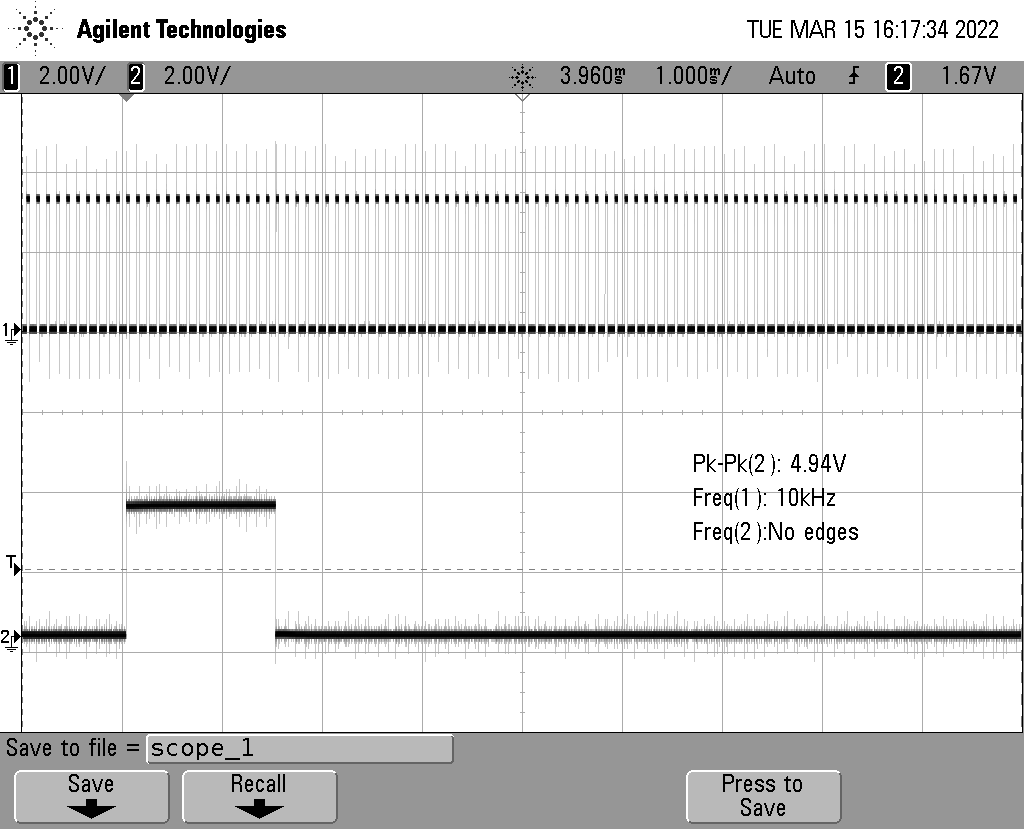 Agilent Technologies TUE MAR 15 16:17:34 2022
1 2.00V/ 2 2.00V/ 3.960ms 1.000ms/ Auto 2 1.67V
1
Pk-Pk(2): 4.94V
Freq(1): 10kHz
Freq(2):No edges
T
2
Save to file = scope_1
Save Recall Press to
Save